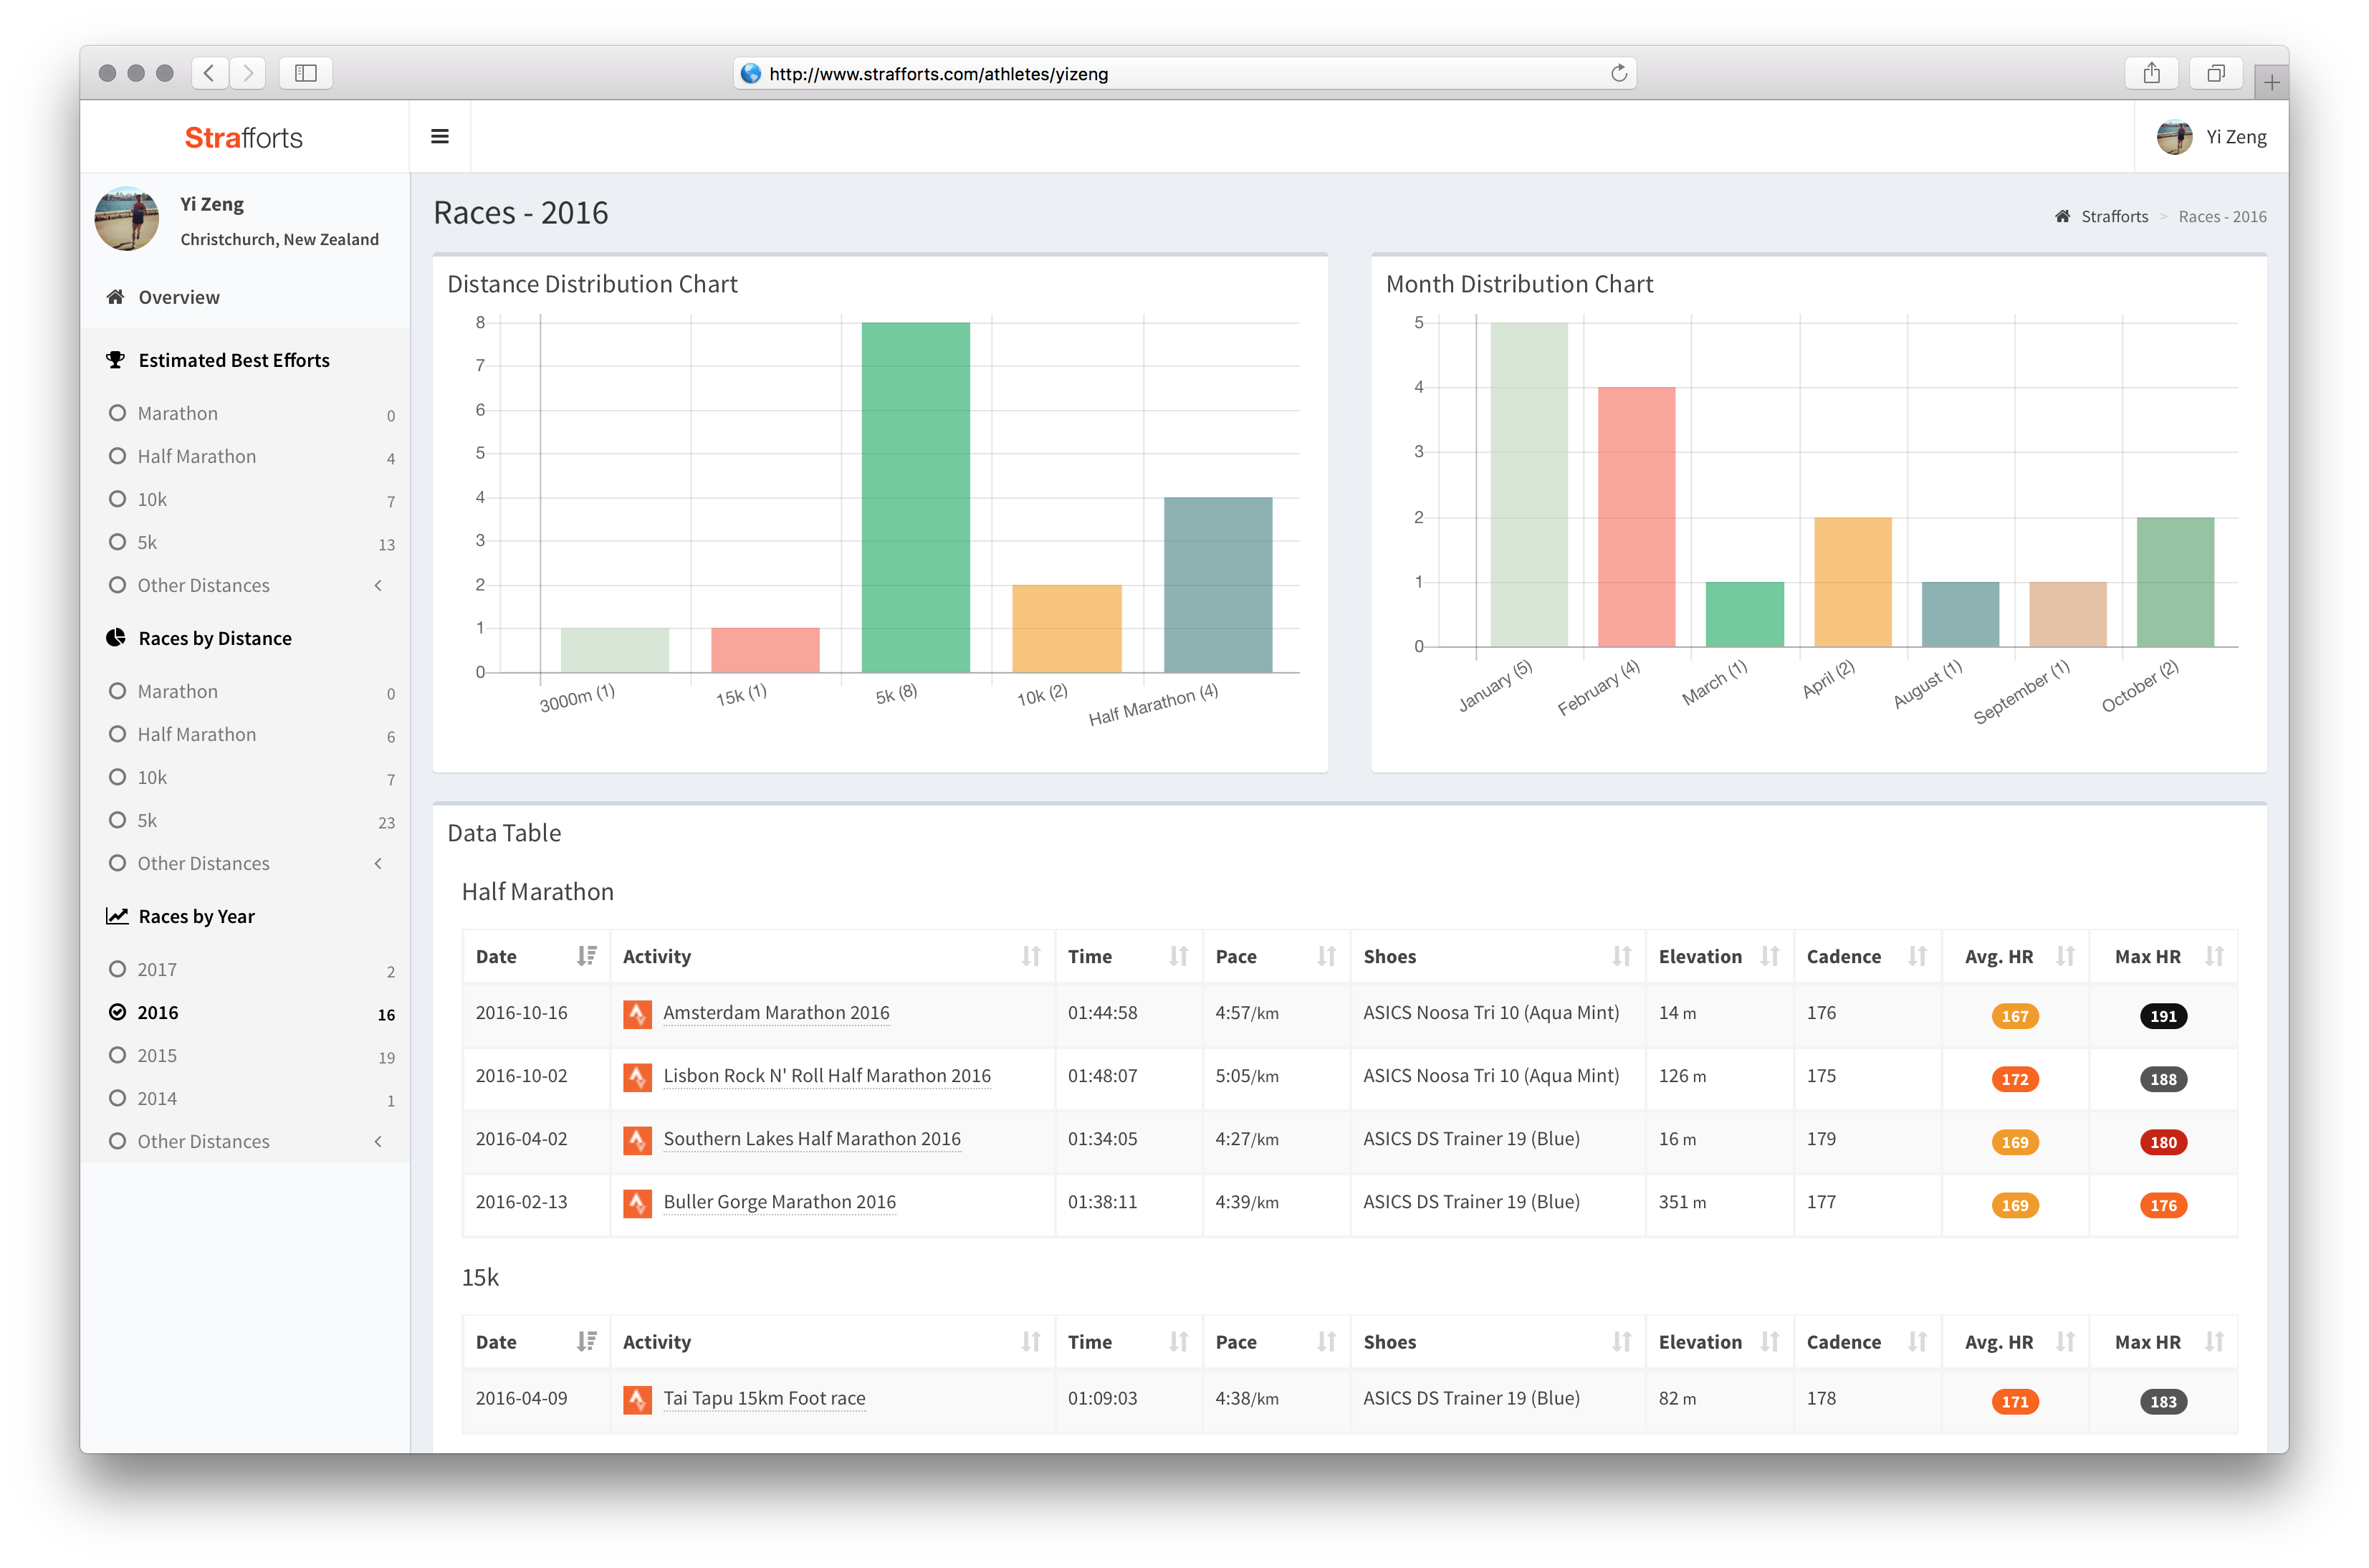 http://www.strafforts.com/athletes/yizeng
Strafforts
Yi Zeng
Yi Zeng
Christchurch, New Zealand
Overview
Estimated Best Efforts
Marathon 0
Half Marathon 4
10k 7
5k 13
Other Distances
Races by Distance
Marathon 0
Half Marathon 6
10k 7
5k 23
Other Distances
Races by Year
2017 2
2016 16
2015 19
2014 1
Other Distances
Races - 2016
Strafforts > Races - 2016
Distance Distribution Chart
8
7
6
5
4
3
2
1
0
3000m (1) 15k (1) 5k (8) 10k (2) Half Marathon (4)
Month Distribution Chart
5
4
3
2
1
0
January (5) February (4) March (1) April (2) August (1) September (1) October (2)
Data Table
Half Marathon
Date Activity Time Pace Shoes Elevation Cadence Avg. HR Max HR
2016-10-16 Amsterdam Marathon 2016 01:44:58 4:57/km ASICS Noosa Tri 10 (Aqua Mint) 14 m 176 167 191
2016-10-02 Lisbon Rock N' Roll Half Marathon 2016 01:48:07 5:05/km ASICS Noosa Tri 10 (Aqua Mint) 126 m 175 172 188
2016-04-02 Southern Lakes Half Marathon 2016 01:34:05 4:27/km ASICS DS Trainer 19 (Blue) 16 m 179 169 180
2016-02-13 Buller Gorge Marathon 2016 01:38:11 4:39/km ASICS DS Trainer 19 (Blue) 351 m 177 169 176
15k
Date Activity Time Pace Shoes Elevation Cadence Avg. HR Max HR
2016-04-09 Tai Tapu 15km Foot race 01:09:03 4:38/km ASICS DS Trainer 19 (Blue) 82 m 178 171 183